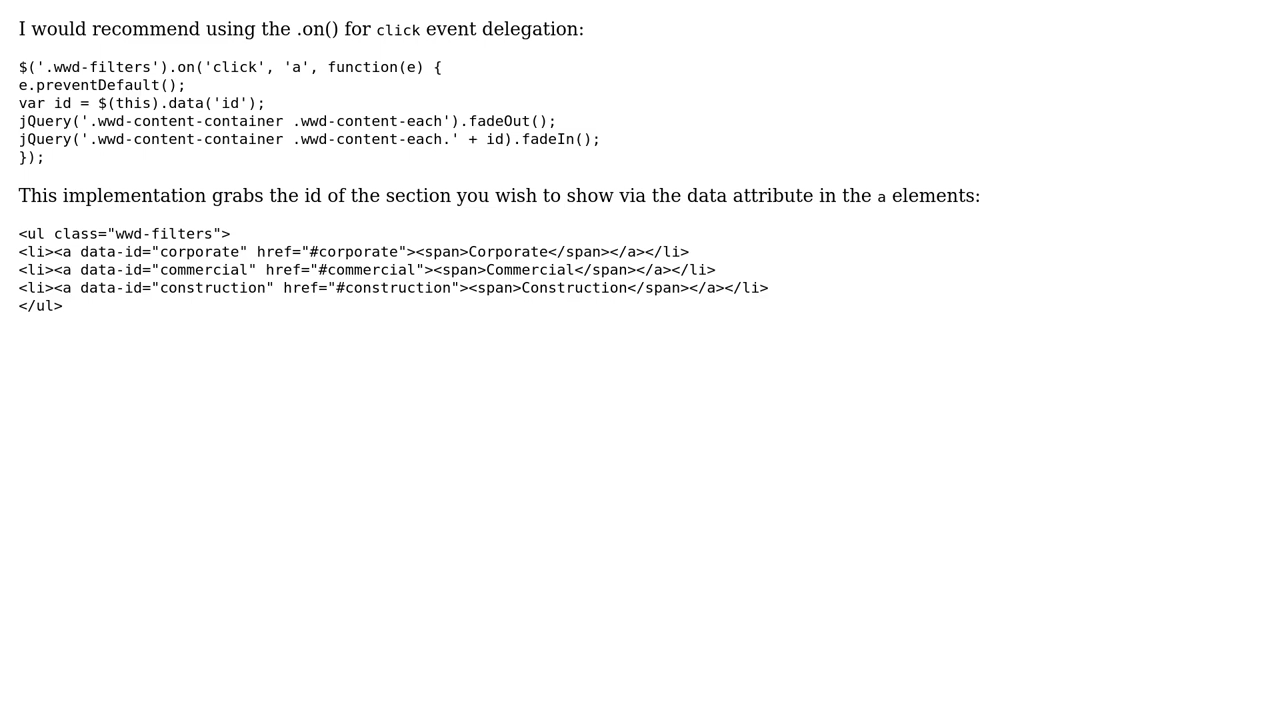 I would recommend using the .on() for click event delegation:
$('.wwd-filters').on('click', 'a', function(e) {
e.preventDefault();
var id = $(this).data('id');
jQuery('.wwd-content-container .wwd-content-each').fadeOut();
jQuery('.wwd-content-container .wwd-content-each.' + id).fadeIn();
});
This implementation grabs the id of the section you wish to show via the data attribute in the a elements:
<ul class="wwd-filters">
<li><a data-id="corporate" href="#corporate"><span>Corporate</span></a></li>
<li><a data-id="commercial" href="#commercial"><span>Commercial</span></a></li>
<li><a data-id="construction" href="#construction"><span>Construction</span></a></li>
</ul>